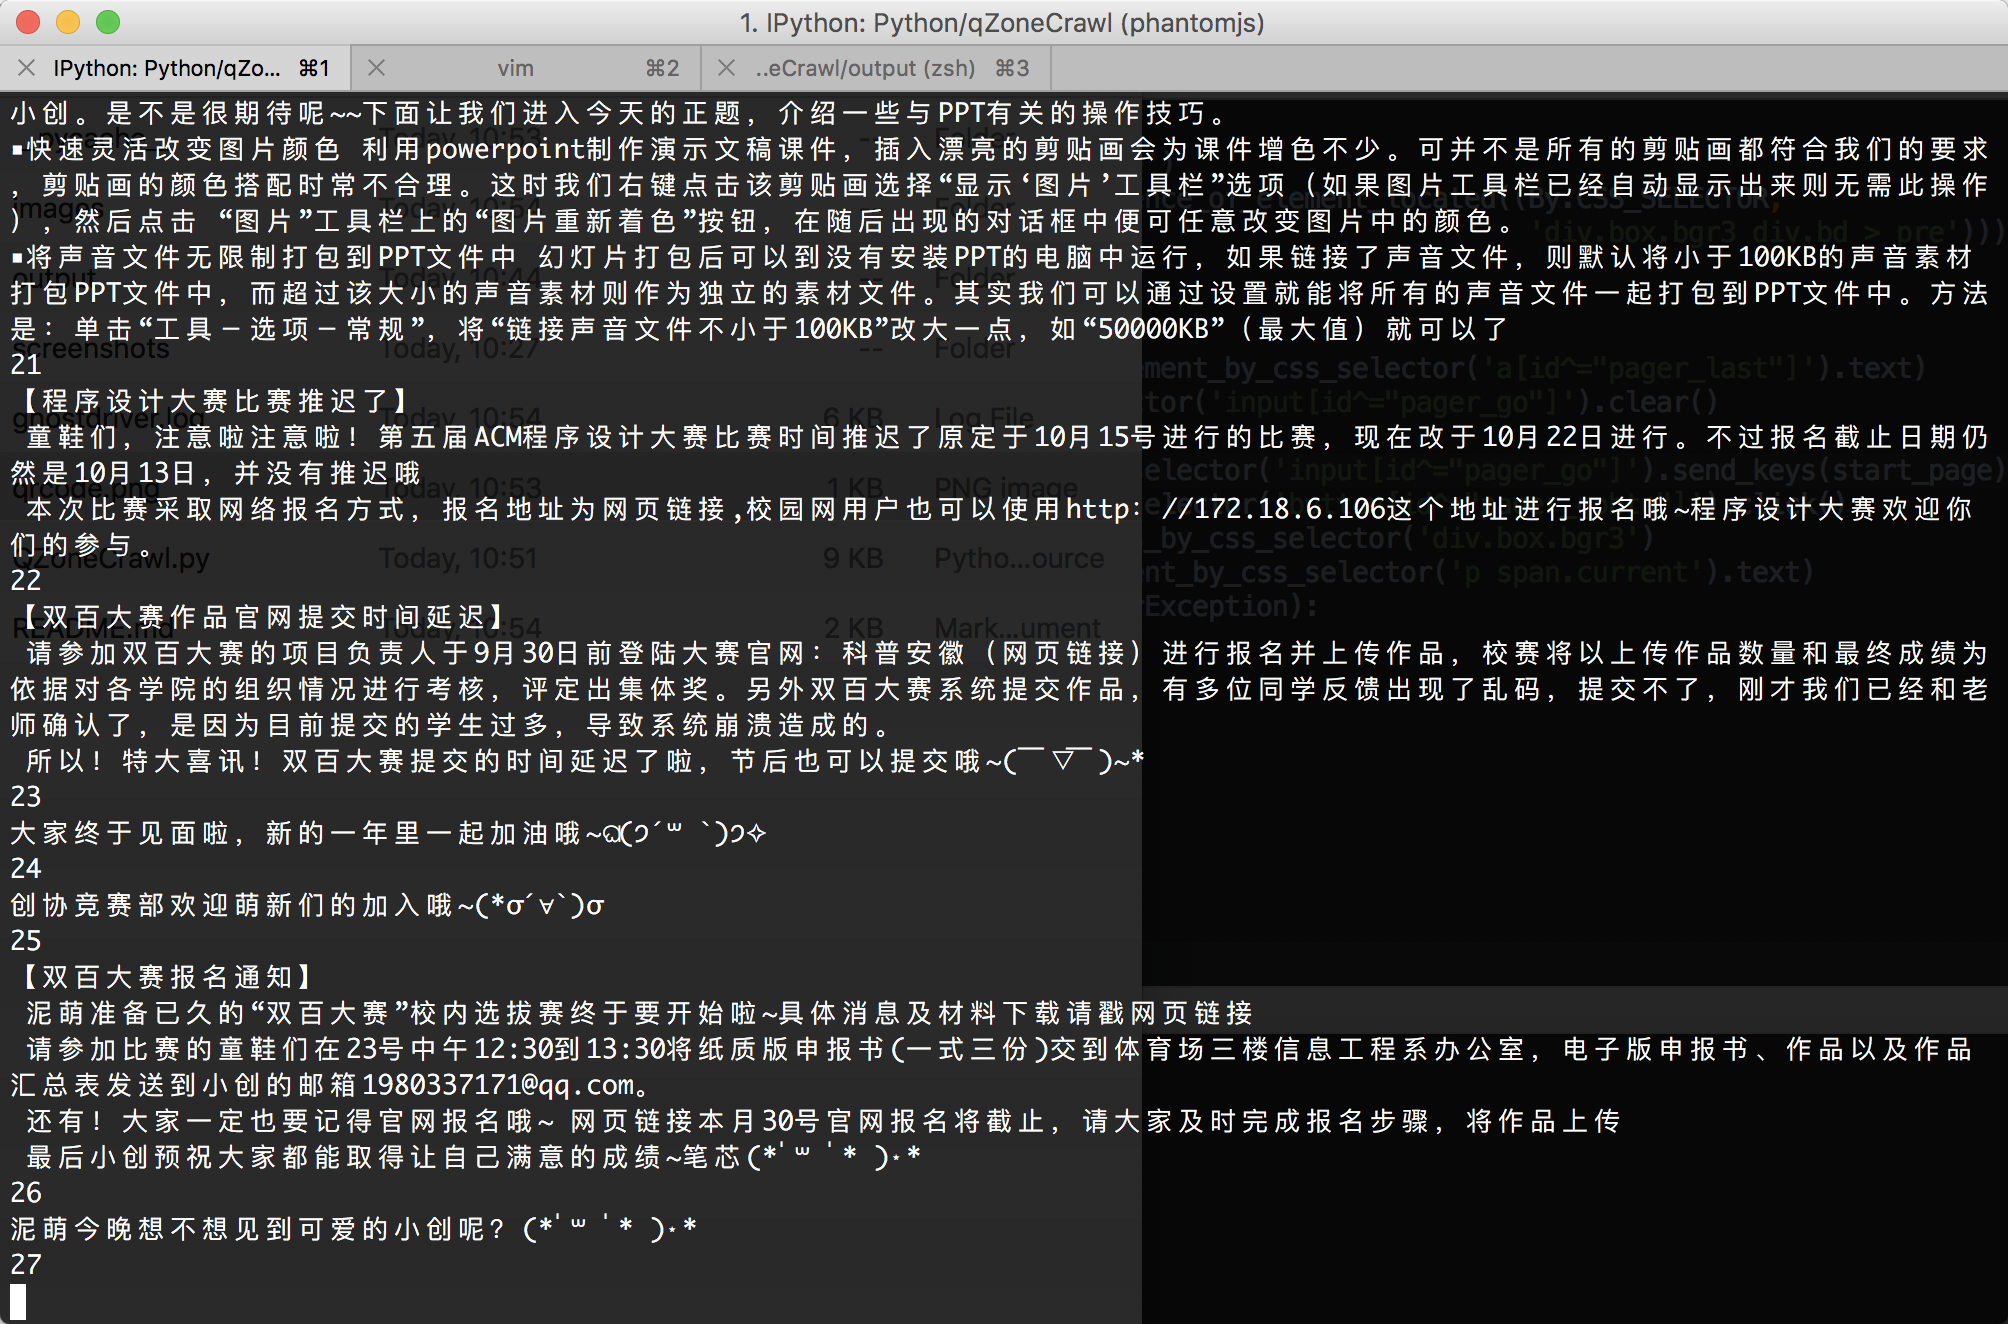 1. IPython: Python/qZoneCrawl (phantomjs)
IPython: Python/qZo... ⌘1 vim ⌘2 ..eCrawl/output (zsh) ⌘3
小创。是不是很期待呢~~下面让我们进入今天的正题，介绍一些与PPT有关的操作技巧。
▪快速灵活改变图片颜色 利用powerpoint制作演示文稿课件，插入漂亮的剪贴画会为课件增色不少。可并不是所有的剪贴画都符合我们的要求
，剪贴画的颜色搭配时常不合理。这时我们右键点击该剪贴画选择“显示‘图片’工具栏”选项（如果图片工具栏已经自动显示出来则无需此操作
），然后点击 “图片”工具栏上的“图片重新着色”按钮，在随后出现的对话框中便可任意改变图片中的颜色。
▪将声音文件无限制打包到PPT文件中 幻灯片打包后可以到没有安装PPT的电脑中运行，如果链接了声音文件，则默认将小于100KB的声音素材
打包PPT文件中，而超过该大小的声音素材则作为独立的素材文件。其实我们可以通过设置就能将所有的声音文件一起打包到PPT文件中。方法
是：单击“工具－选项－常规”，将“链接声音文件不小于100KB”改大一点，如“50000KB”（最大值）就可以了
21
【程序设计大赛比赛推迟了】
童鞋们，注意啦注意啦！第五届ACM程序设计大赛比赛时间推迟了原定于10月15号进行的比赛，现在改于10月22日进行。不过报名截止日期仍
然是10月13日，并没有推迟哦
本次比赛采取网络报名方式，报名地址为网页链接,校园网用户也可以使用http：//172.18.6.106这个地址进行报名哦~程序设计大赛欢迎你
们的参与。
22
【双百大赛作品官网提交时间延迟】
请参加双百大赛的项目负责人于9月30日前登陆大赛官网：科普安徽（网页链接）进行报名并上传作品，校赛将以上传作品数量和最终成绩为
依据对各学院的组织情况进行考核，评定出集体奖。另外双百大赛系统提交作品，有多位同学反馈出现了乱码，提交不了，刚才我们已经和老
师确认了，是因为目前提交的学生过多，导致系统崩溃造成的。
所以！特大喜讯！双百大赛提交的时间延迟了啦，节后也可以提交哦~(￣▽￣)~*
23
大家终于见面啦，新的一年里一起加油哦~ପ(੭ˊ꒳ˋ)੭✧
24
创协竞赛部欢迎萌新们的加入哦~(*σ´∀`)σ
25
【双百大赛报名通知】
泥萌准备已久的“双百大赛”校内选拔赛终于要开始啦~具体消息及材料下载请戳网页链接
请参加比赛的童鞋们在23号中午12:30到13:30将纸质版申报书(一式三份)交到体育场三楼信息工程系办公室，电子版申报书、作品以及作品
汇总表发送到小创的邮箱1980337171@qq.com。
还有！大家一定也要记得官网报名哦~ 网页链接本月30号官网报名将截止，请大家及时完成报名步骤，将作品上传
最后小创预祝大家都能取得让自己满意的成绩~笔芯(*ˈ꒳ˈ* )⋆*
26
泥萌今晚想不想见到可爱的小创呢？(*ˈ꒳ˈ* )⋆*
27